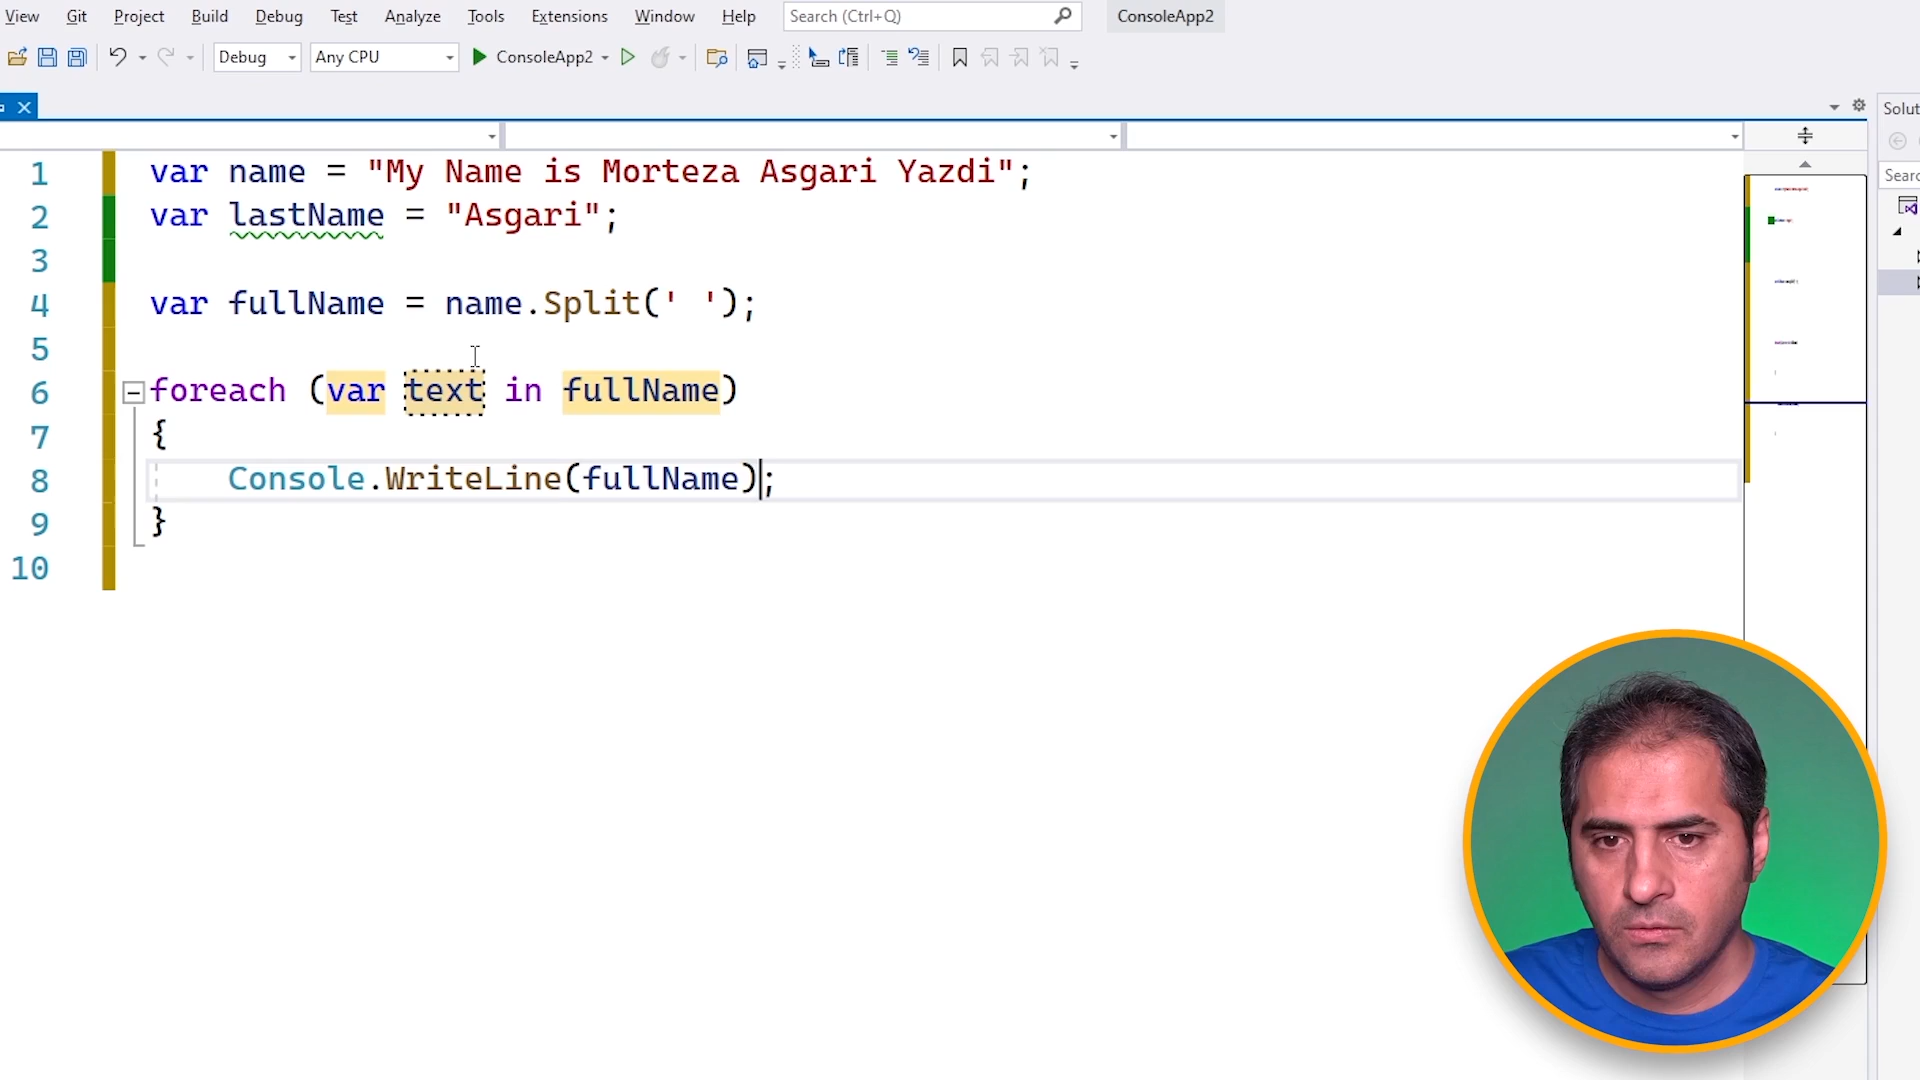 View Git Project Build Debug Test Analyze Tools Extensions Window Help Search (Ctrl+Q) ConsoleApp2
Debug Any CPU ConsoleApp2
Solut
Searc
1 var name = "My Name is Morteza Asgari Yazdi";
2 var lastName = "Asgari";
3
4 var fullName = name.Split(' ');
5
6 foreach (var text in fullName)
7 {
8 Console.WriteLine(fullName);
9 }
10